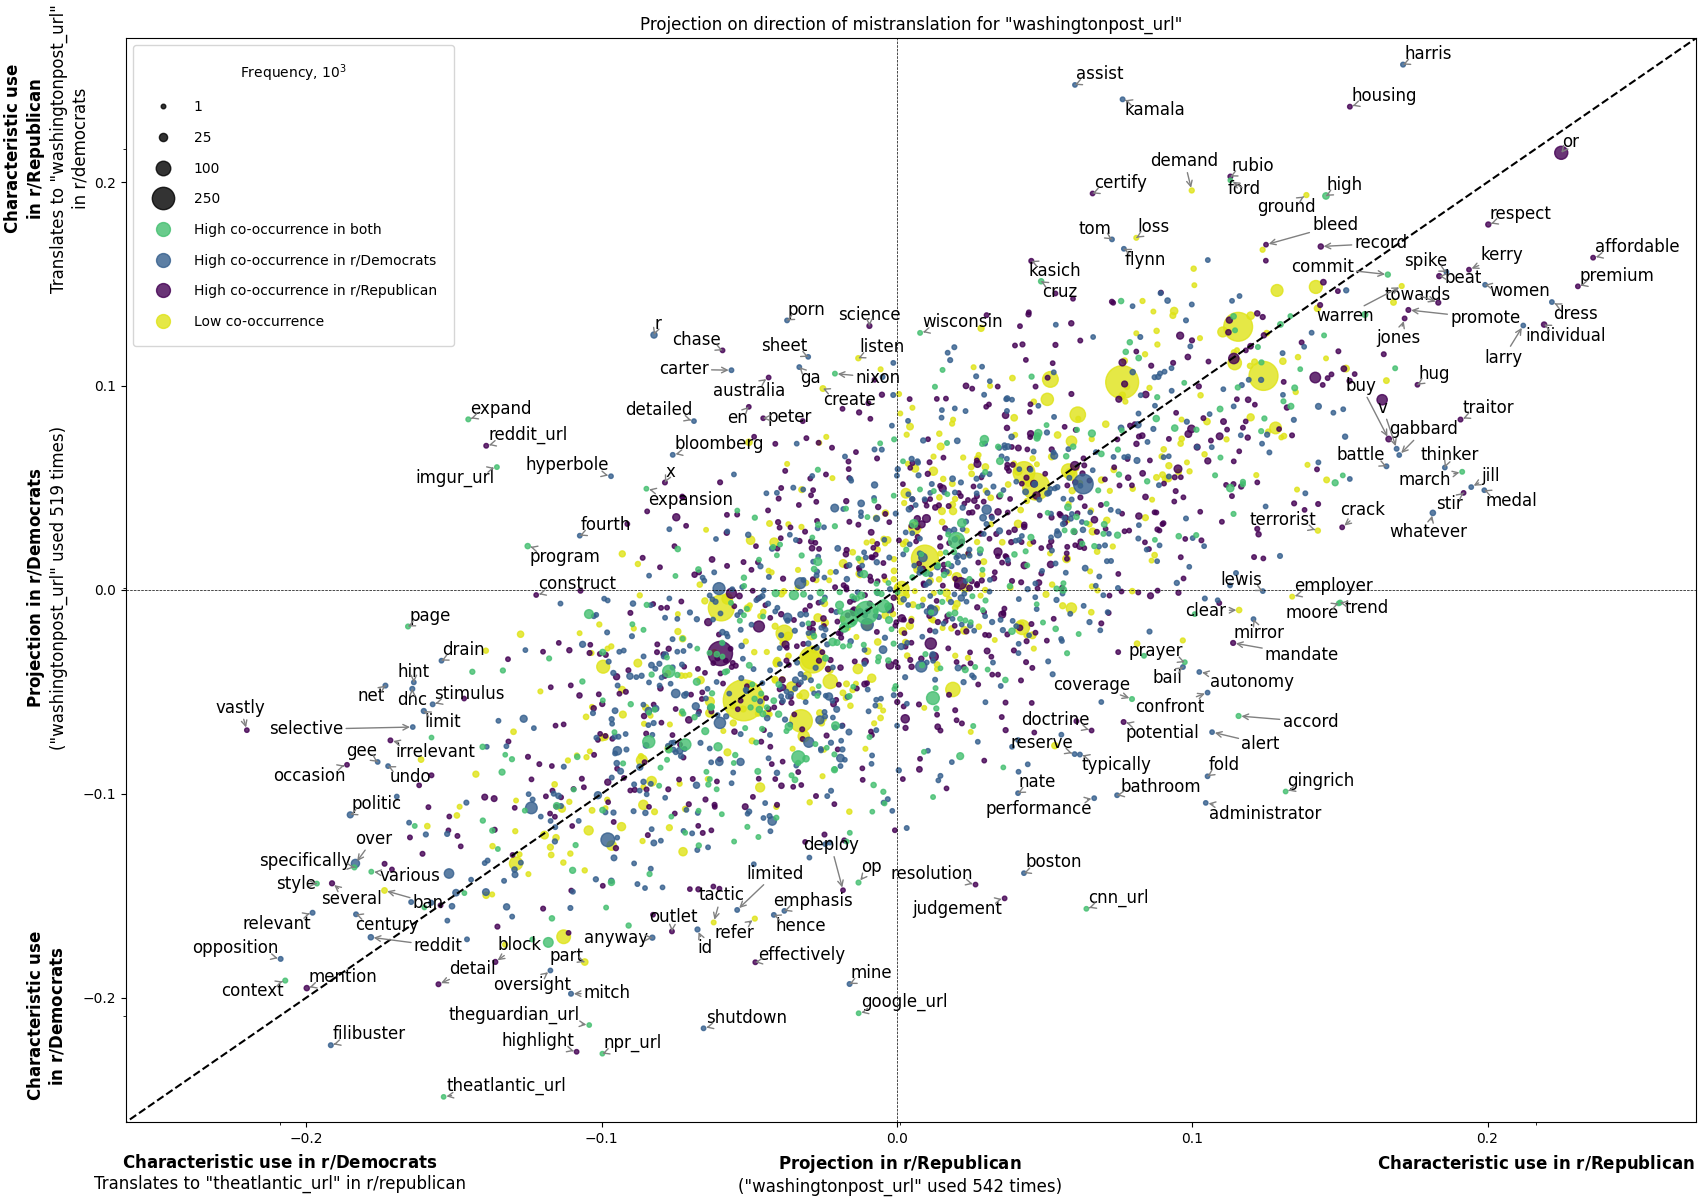 Projection on direction of mistranslation for "washingtonpost_url"
Characteristic use
in r/Republican
Translates to "washingtonpost_url"
in r/democrats
Projection in r/Democrats
("washingtonpost_url" used 519 times)
Characteristic use
in r/Democrats
Frequency, 10³
1
25
100
250
High co-occurrence in both
High co-occurrence in r/Democrats
High co-occurrence in r/Republican
Low co-occurrence
0.2
0.1
0.0
−0.1
−0.2
harris
assist
housing
kamala
or
demand
rubio
certify
ford
high
ground
respect
tom
loss
bleed
record
affordable
flynn
kasich
commit
spike
kerry
beat
premium
cruz
towards
women
porn
science
wisconsin
warren
promote
dress
r
jones
individual
chase
sheet
listen
larry
carter
ga
nixon
hug
australia
create
buy
expand
detailed
en
peter
v
traitor
reddit_url
bloomberg
gabbard
imgur_url
hyperbole
x
battle
thinker
expansion
march
jill
stir
medal
fourth
terrorist
crack
whatever
program
construct
lewis
employer
page
clear
moore
trend
mirror
drain
prayer
mandate
hint
bail
autonomy
net
dnc
stimulus
coverage
confront
vastly
selective
limit
doctrine
potential
accord
gee
irrelevant
reserve
alert
occasion
undo
typically
fold
nate
bathroom
gingrich
politic
performance
administrator
over
deploy
specifically
various
limited
op
resolution
boston
style
several
ban
tactic
emphasis
judgement
cnn_url
relevant
century
outlet
refer
hence
opposition
reddit
block
anyway
id
part
effectively
context
mention
detail
oversight
mitch
mine
theguardian_url
google_url
filibuster
highlight
npr_url
shutdown
theatlantic_url
−0.2
−0.1
0.0
0.1
0.2
Characteristic use in r/Democrats
Translates to "theatlantic_url" in r/republican
Projection in r/Republican
("washingtonpost_url" used 542 times)
Characteristic use in r/Republican